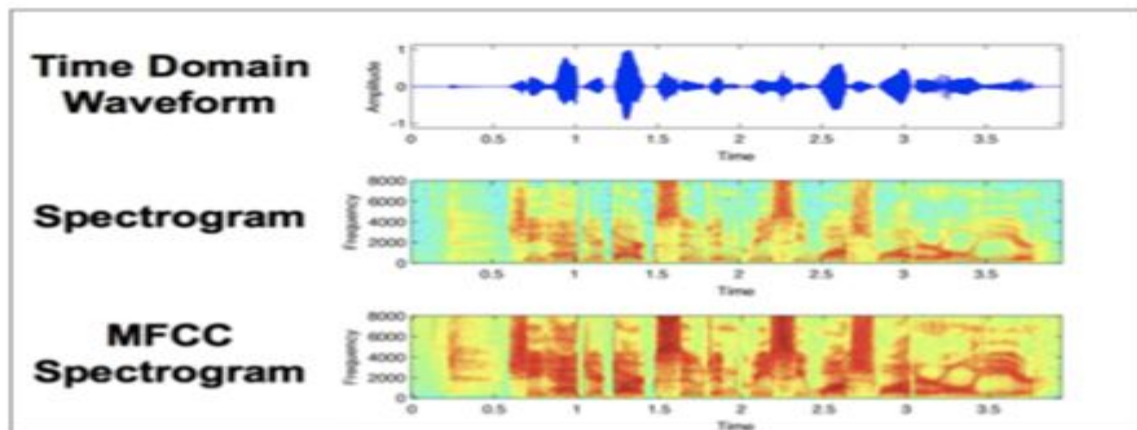 Time Domain
Waveform
Amplitude
1
0
-1
0 0.5 1 1.5 2 2.5 3 3.5
Time
Spectrogram
Frequency
8000
6000
4000
2000
0
0.5 1 1.5 2 2.5 3 3.5
Time
MFCC
Spectrogram
Frequency
8000
6000
4000
2000
0
0 0.5 1 1.5 2 2.5 3 3.5
Time